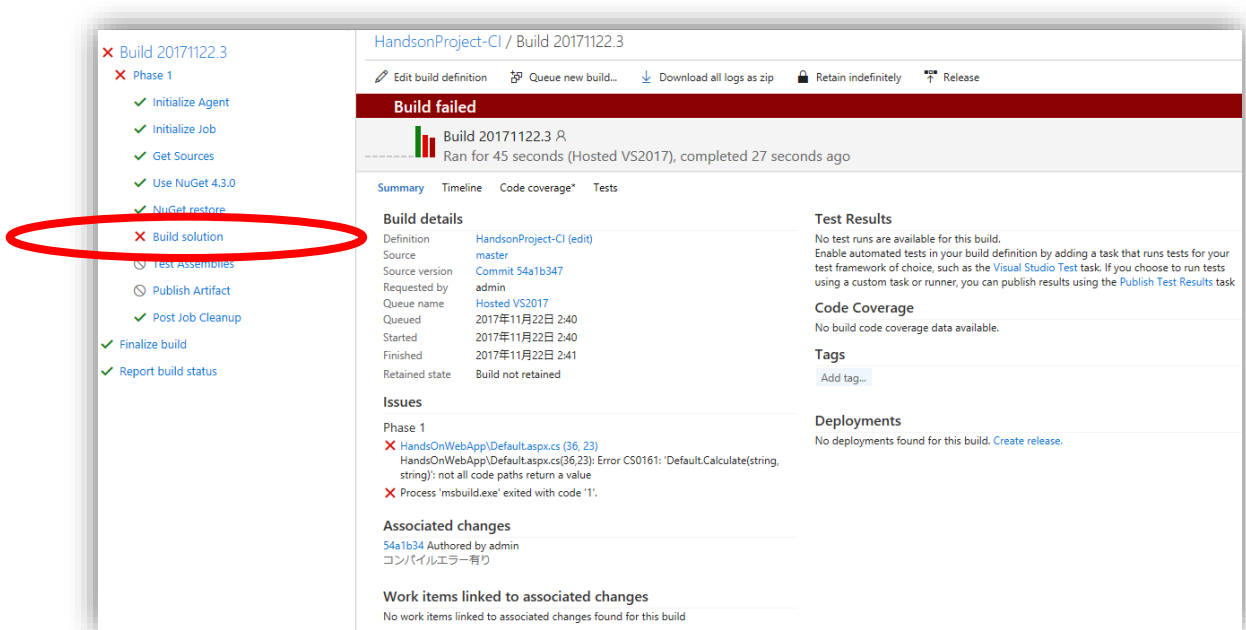 Build 20171122.3
Phase 1
Initialize Agent
Initialize Job
Get Sources
Use NuGet 4.3.0
NuGet restore
Build solution
Test Assemblies
Publish Artifact
Post Job Cleanup
Finalize build
Report build status
HandsonProject-CI / Build 20171122.3
Edit build definition Queue new build... Download all logs as zip Retain indefinitely Release
Build failed
Build 20171122.3
Ran for 45 seconds (Hosted VS2017), completed 27 seconds ago
Summary Timeline Code coverage* Tests
Build details
Definition HandsonProject-CI (edit)
Source master
Source version Commit 54a1b347
Requested by admin
Queue name Hosted VS2017
Queued 2017年11月22日 2:40
Started 2017年11月22日 2:40
Finished 2017年11月22日 2:41
Retained state Build not retained
Issues
Phase 1
HandsOnWebApp\Default.aspx.cs (36, 23)
HandsOnWebApp\Default.aspx.cs(36,23): Error CS0161: 'Default.Calculate(string,
string)': not all code paths return a value
Process 'msbuild.exe' exited with code '1'.
Associated changes
54a1b34 Authored by admin
コンパイルエラー有り
Work items linked to associated changes
No work items linked to associated changes found for this build
Test Results
No test runs are available for this build.
Enable automated tests in your build definition by adding a task that runs tests for your
test framework of choice, such as the Visual Studio Test task. If you choose to run tests
using a custom task or runner, you can publish results using the Publish Test Results task
Code Coverage
No build code coverage data available.
Tags
Add tag...
Deployments
No deployments found for this build. Create release.